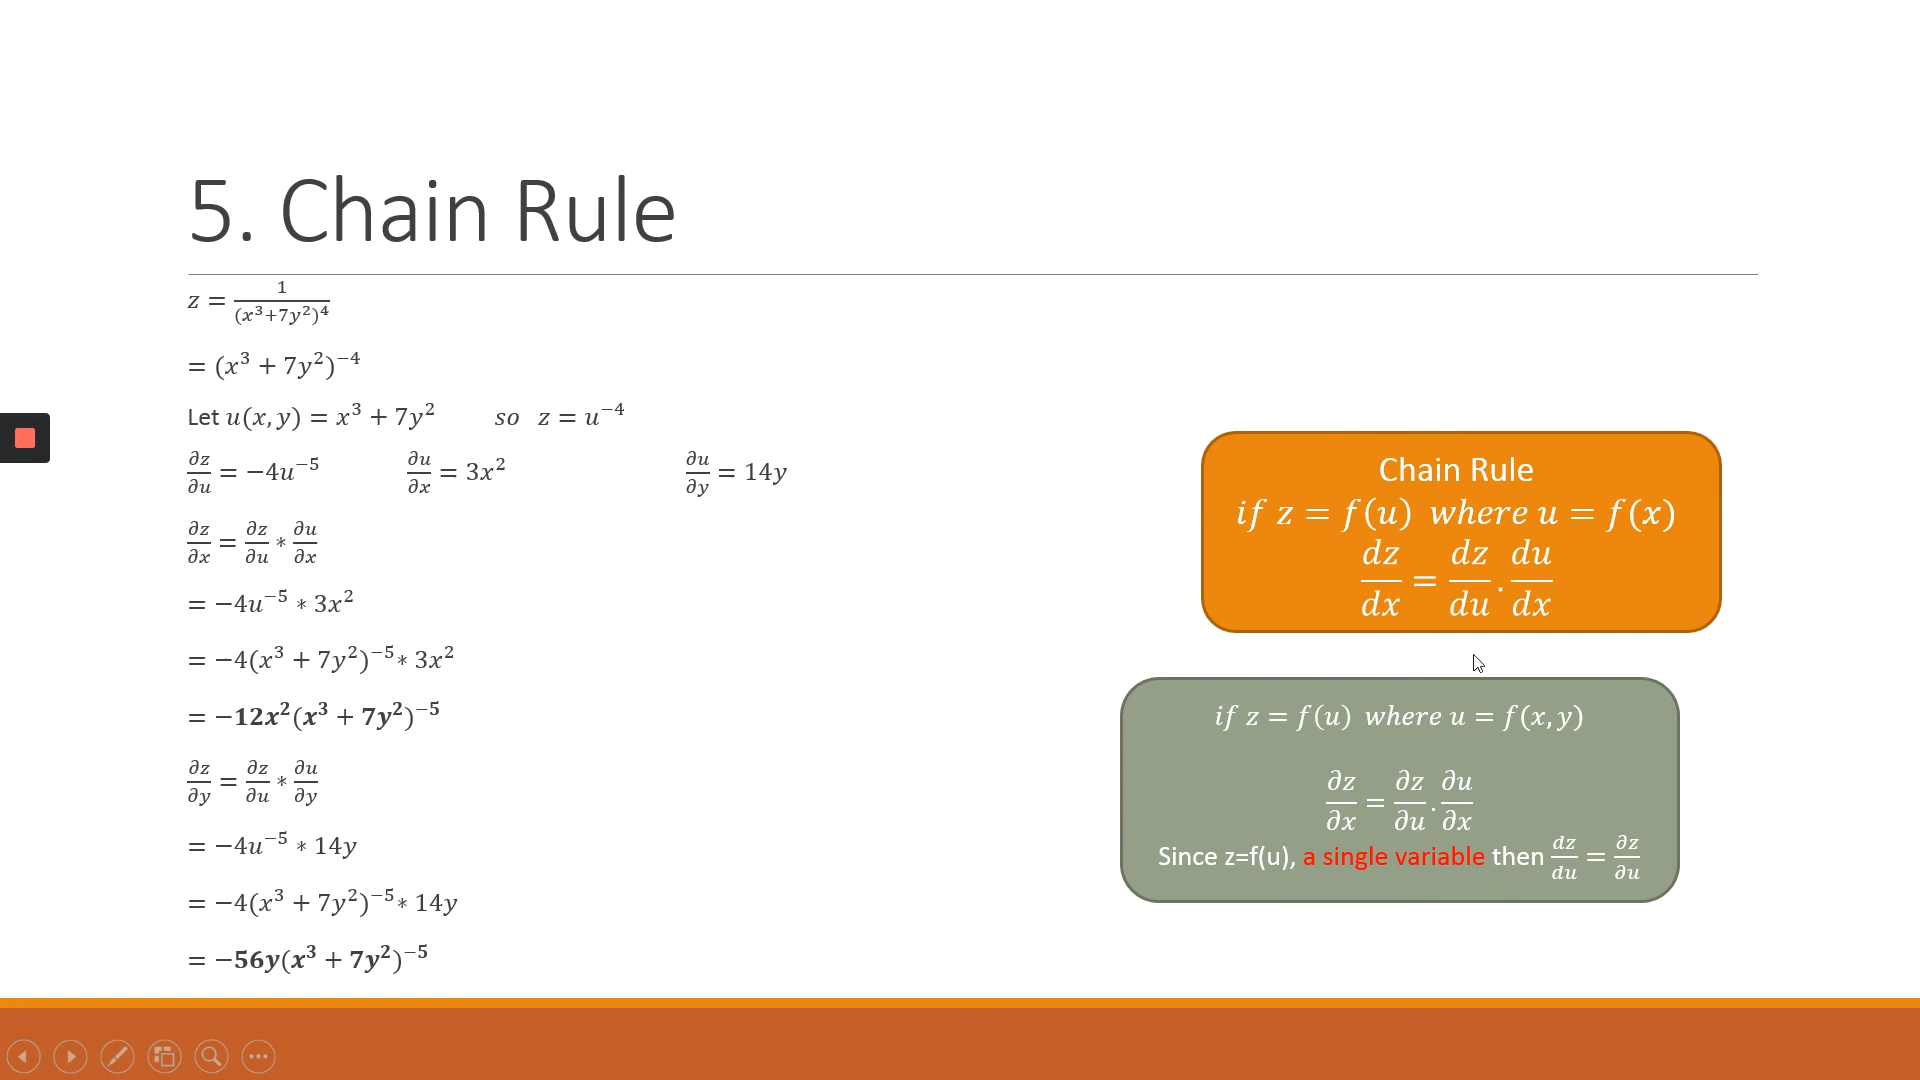 5. Chain Rule
z = 1/(x³+7y²)⁴
= (x³ + 7y²)⁻⁴
Let u(x, y) = x³ + 7y² so z = u⁻⁴
∂z/∂u = −4u⁻⁵ ∂u/∂x = 3x² ∂u/∂y = 14y
∂z/∂x = ∂z/∂u ∗ ∂u/∂x
= −4u⁻⁵ ∗ 3x²
= −4(x³ + 7y²)⁻⁵∗ 3x²
= −12x²(x³ + 7y²)⁻⁵
∂z/∂y = ∂z/∂u ∗ ∂u/∂y
= −4u⁻⁵ ∗ 14y
= −4(x³ + 7y²)⁻⁵∗ 14y
= −56y(x³ + 7y²)⁻⁵
Chain Rule
if z = f(u) where u = f(x)
dz/dx = dz/du . du/dx
if z = f(u) where u = f(x, y)
∂z/∂x = ∂z/∂u . ∂u/∂x
Since z=f(u), a single variable then dz/du = ∂z/∂u